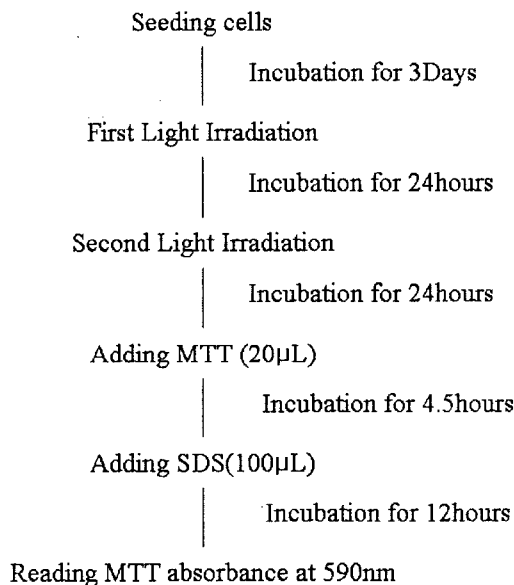 Seeding cells
Incubation for 3Days
First Light Irradiation
Incubation for 24hours
Second Light Irradiation
Incubation for 24hours
Adding MTT (20μL)
Incubation for 4.5hours
Adding SDS(100μL)
Incubation for 12hours
Reading MTT absorbance at 590nm